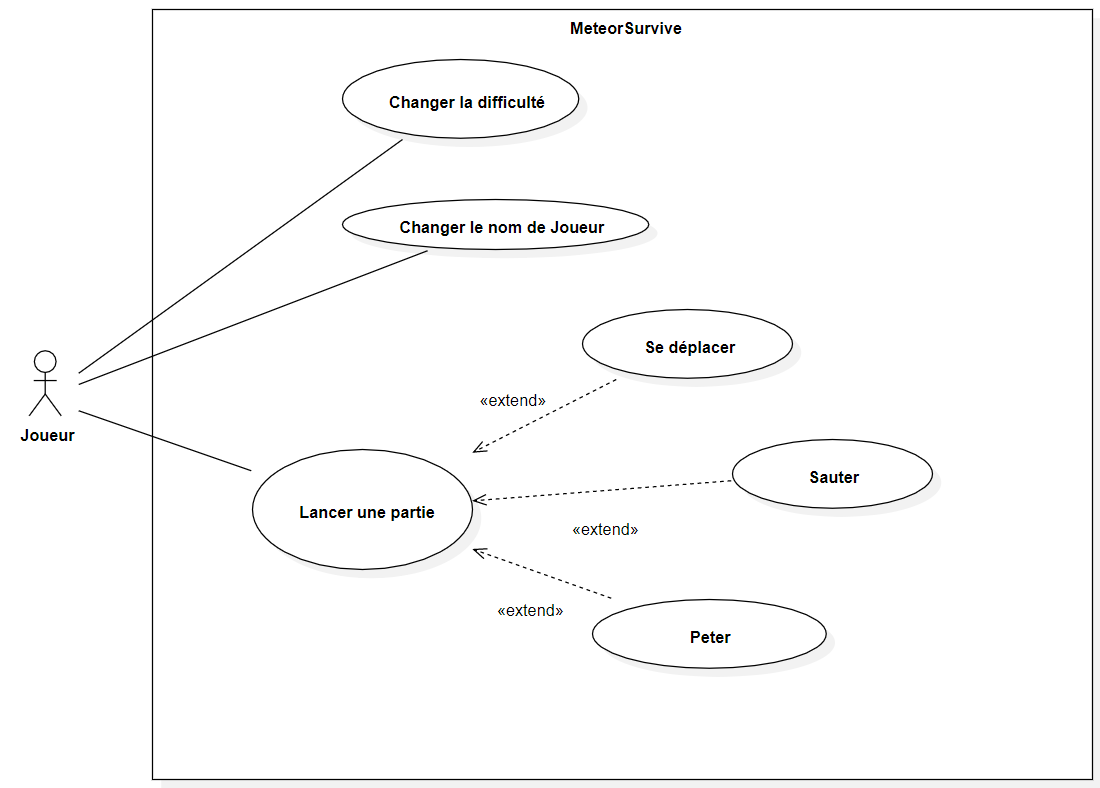 MeteorSurvive
Changer la difficulté
Changer le nom de Joueur
Se déplacer
«extend»
Joueur
Sauter
Lancer une partie
«extend»
«extend»
Peter